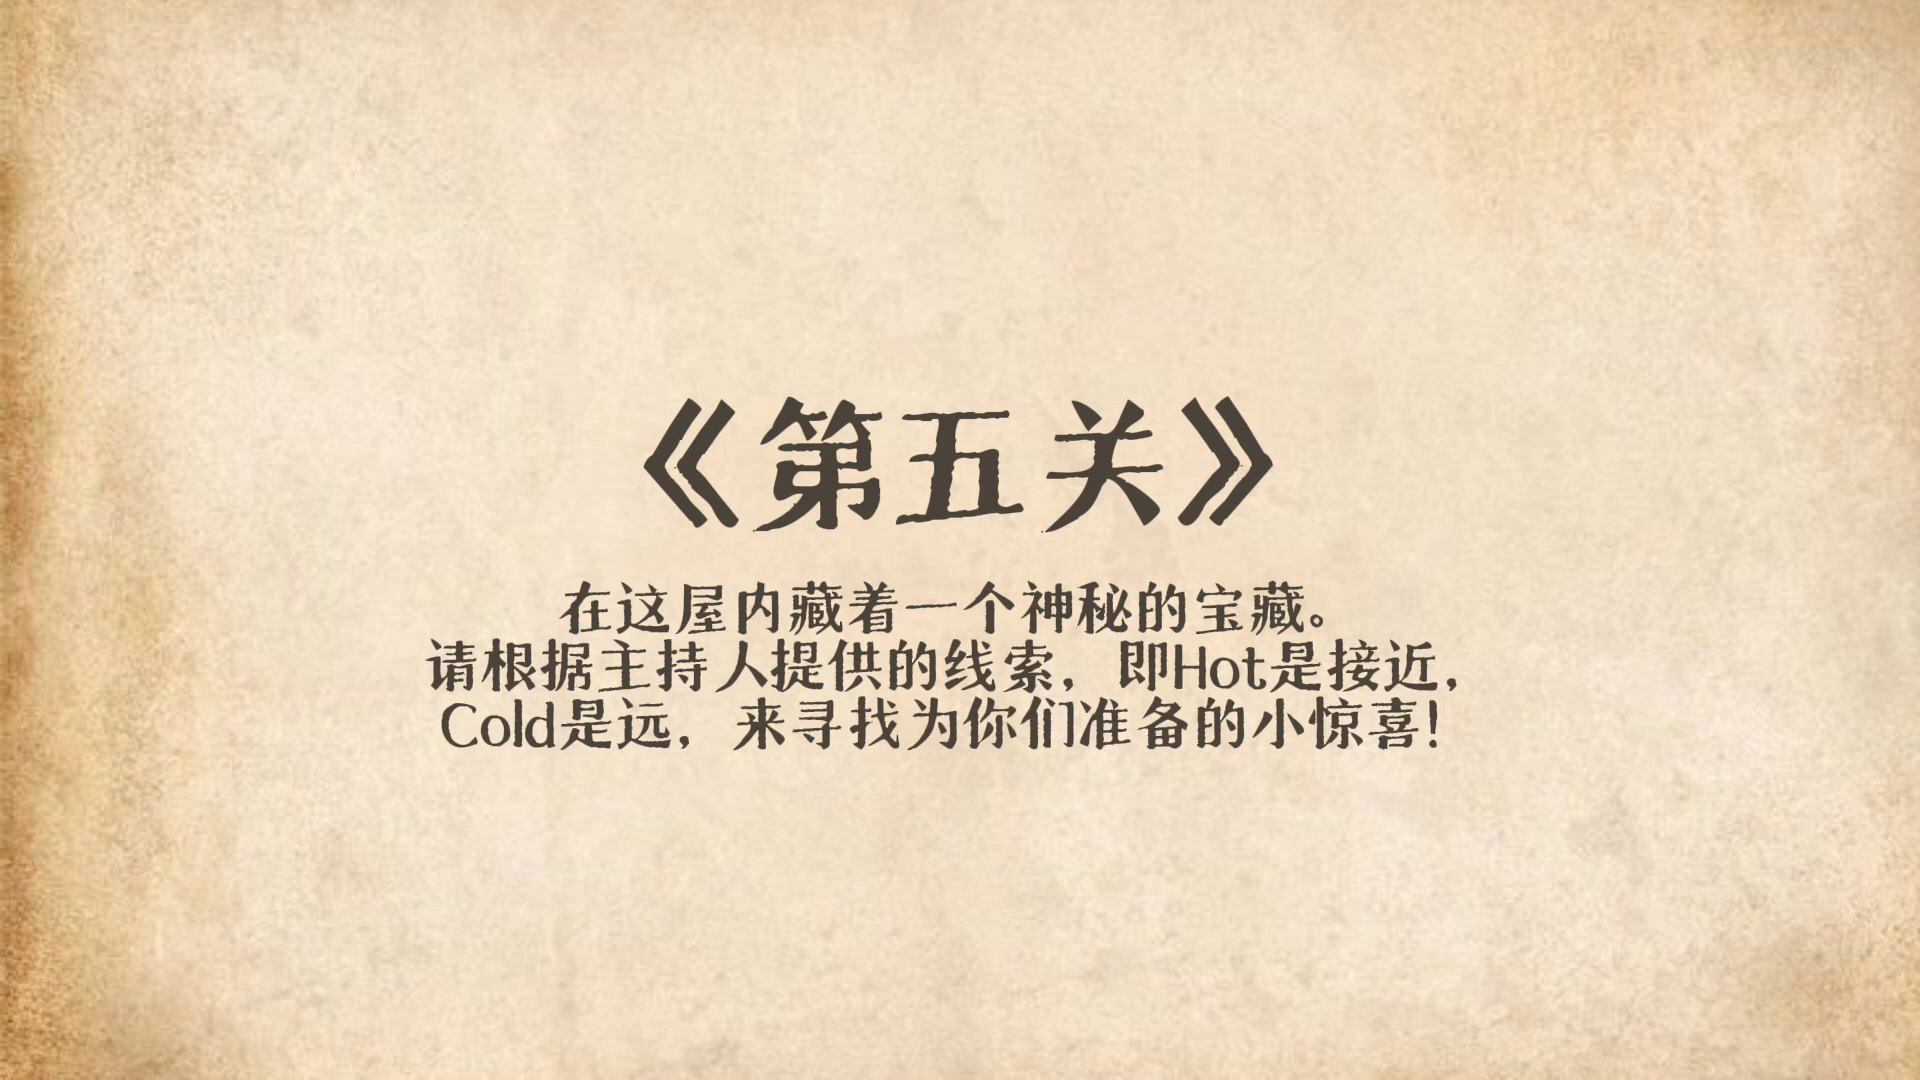 《第五关》
在这屋内藏着一个神秘的宝藏。
请根据主持人提供的线索，即Hot是接近，
Cold是远，来寻找为你们准备的小惊喜！